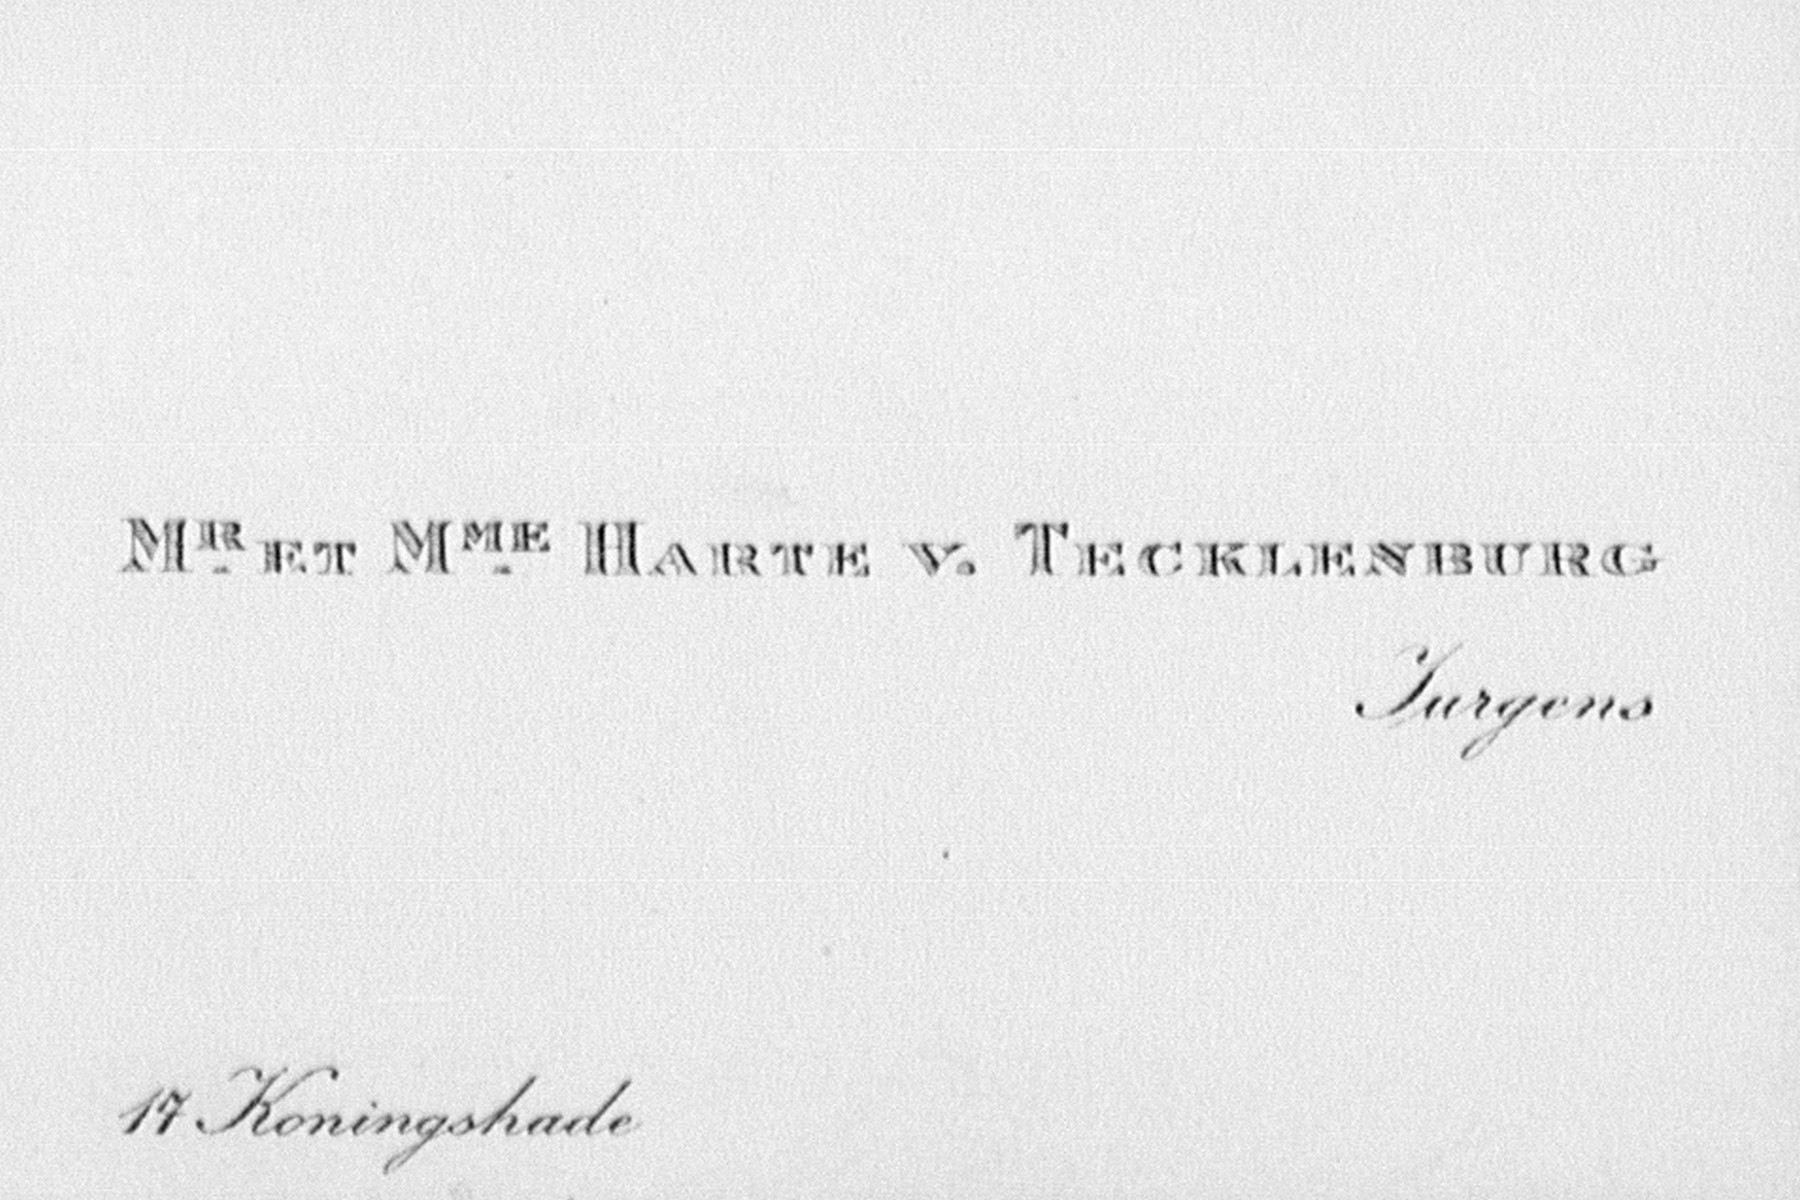 MR ET MME HARTE V. TECKLENBURG
Jurgens
17 Koningshade